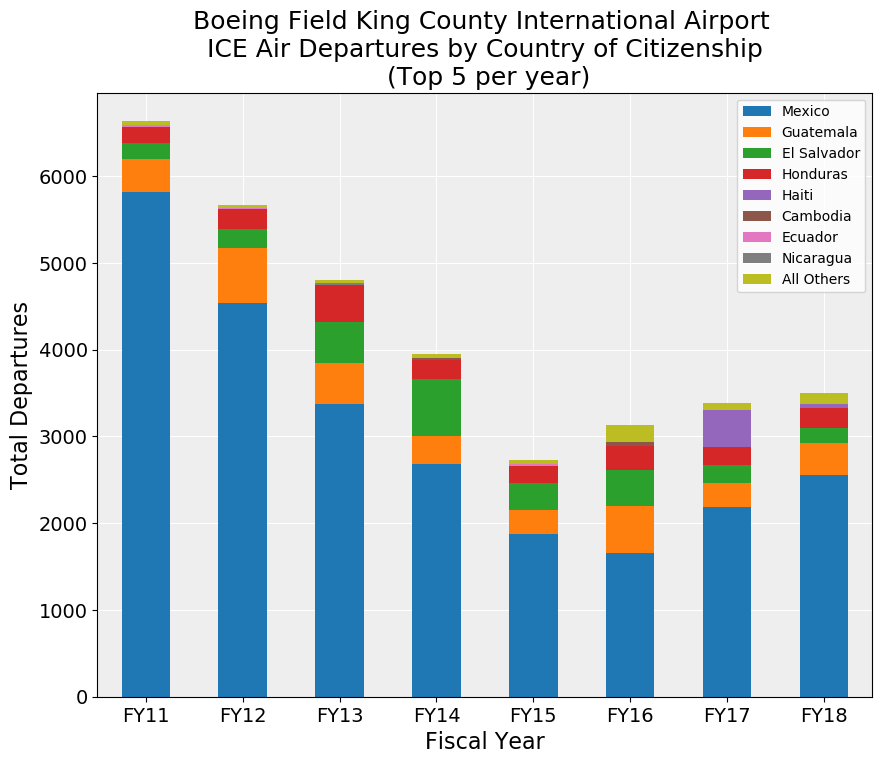 Boeing Field King County International Airport
ICE Air Departures by Country of Citizenship
(Top 5 per year)
Mexico
Guatemala
El Salvador
Honduras
Haiti
Cambodia
Ecuador
Nicaragua
All Others
Total Departures
6000
5000
4000
3000
2000
1000
0
FY11 FY12 FY13 FY14 FY15 FY16 FY17 FY18
Fiscal Year